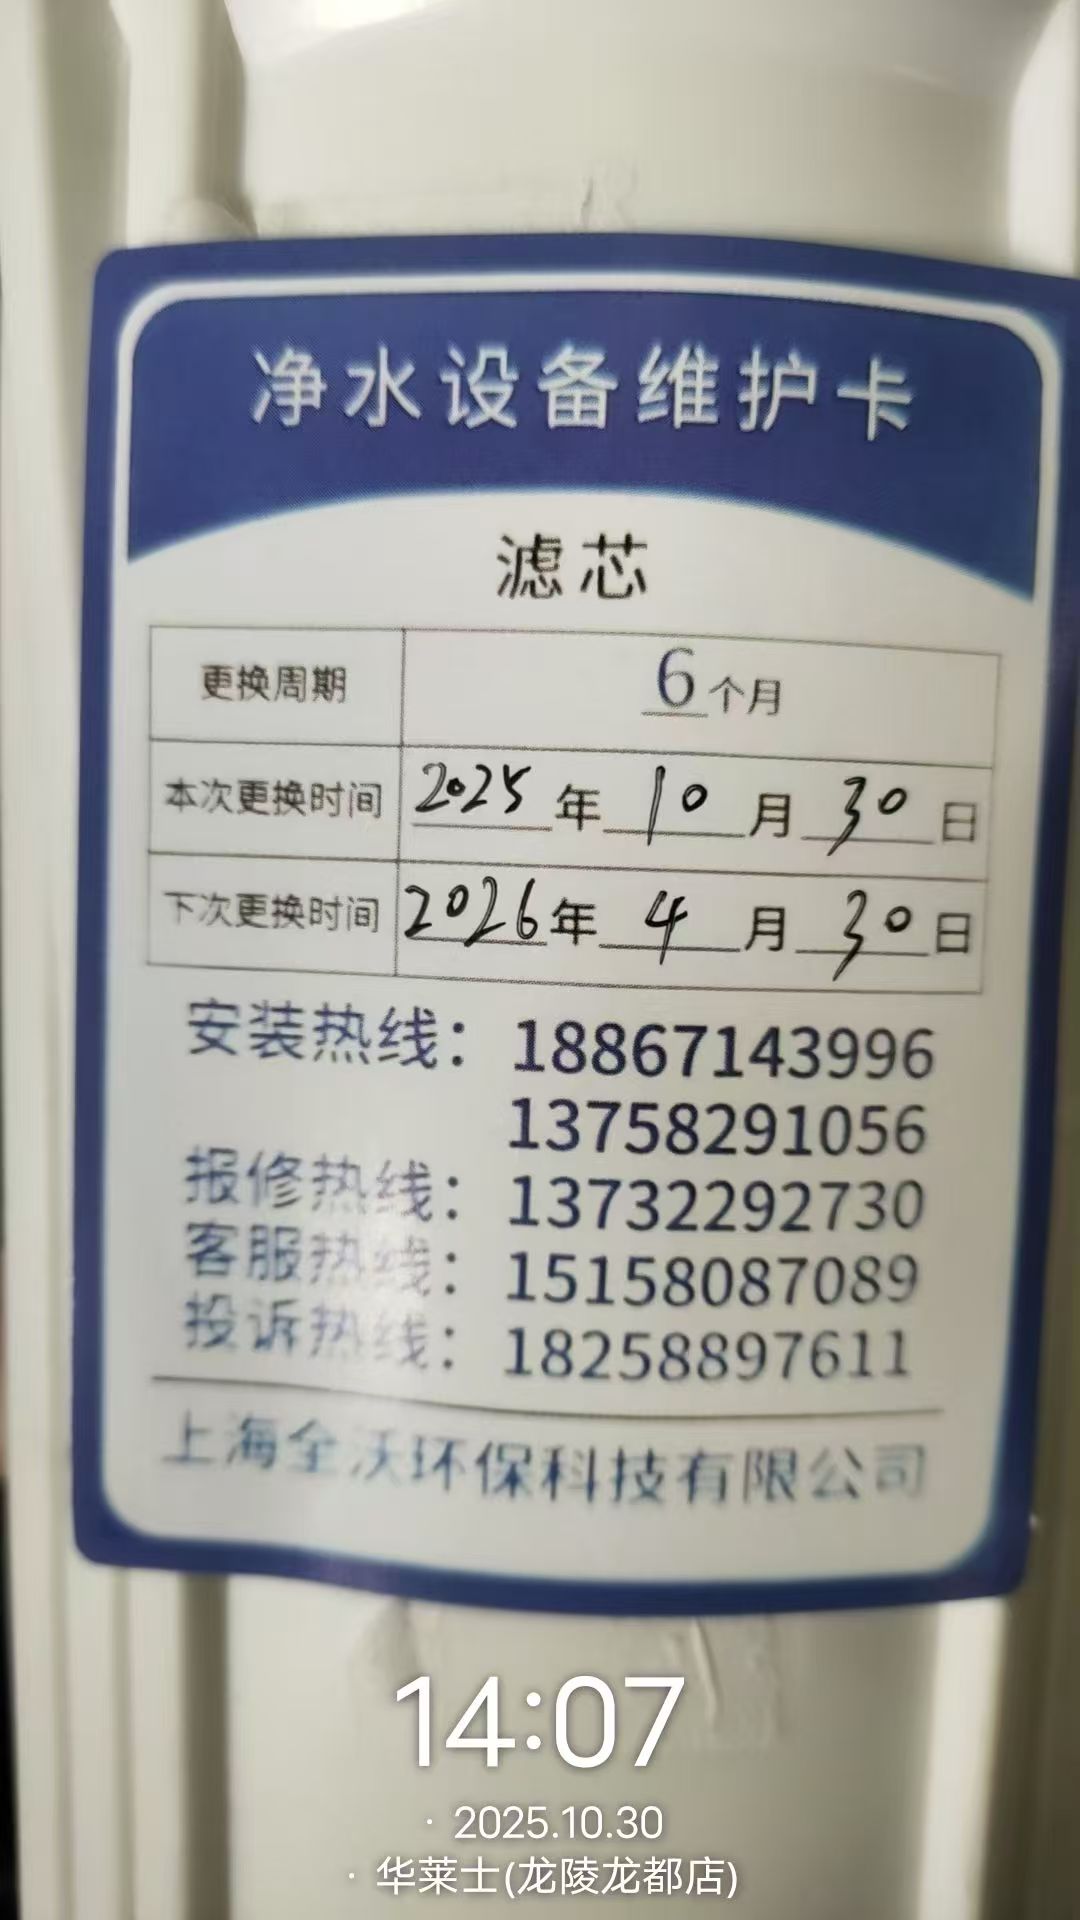 净水设备维护卡
滤芯
更换周期 6个月
本次更换时间 2025年10月30日
下次更换时间 2026年4月30日
安装热线：18867143996
13758291056
报修热线：13732292730
客服热线：15158087089
投诉热线：18258897611
上海全沃环保科技有限公司
14:07
· 2025.10.30
· 华莱士(龙陵龙都店)